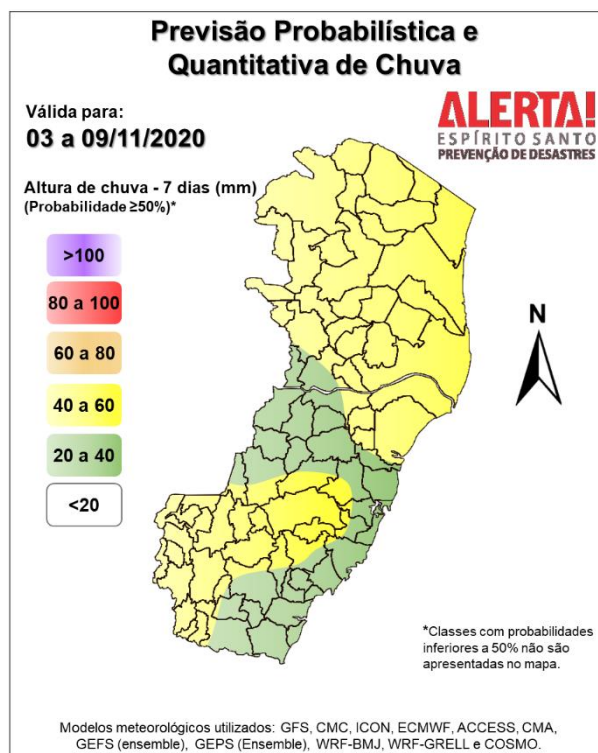 Previsão Probabilística e
Quantitativa de Chuva
Válida para:
03 a 09/11/2020
ALERTA!
ESPÍRITO SANTO
PREVENÇÃO DE DESASTRES
Altura de chuva - 7 dias (mm)
(Probabilidade ≥50%)*
>100
80 a 100
60 a 80
40 a 60
20 a 40
<20
N
*Classes com probabilidades
inferiores a 50% não são
apresentadas no mapa.
Modelos meteorológicos utilizados: GFS, CMC, ICON, ECMWF, ACCESS, CMA,
GEFS (ensemble), GEPS (Ensemble), WRF-BMJ, WRF-GRELL e COSMO.